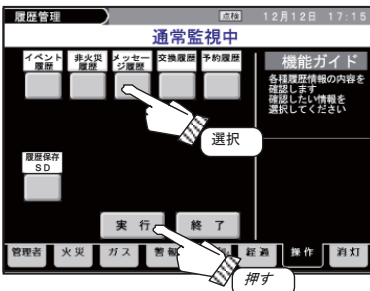 履歴管理 点検 12月12日 17:15
通常監視中
イベント履歴 非火災履歴 メッセージ履歴 交換履歴 予約履歴
機能ガイド
各種履歴情報の内容を
確認します
確認したい情報を
選択してください
選択
履歴保存
SD
実行 終了
管理者 火災 ガス 警報 経過 操作 消灯
押す